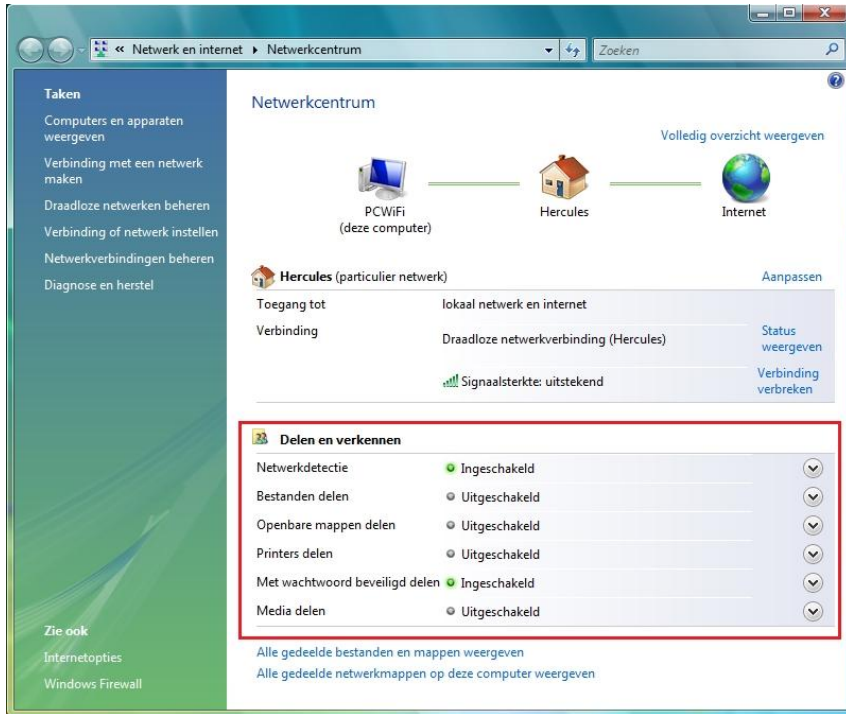 « Netwerk en internet Netwerkcentrum
Zoeken
Taken
Computers en apparaten
weergeven
Verbinding met een netwerk
maken
Draadloze netwerken beheren
Verbinding of netwerk instellen
Netwerkverbindingen beheren
Diagnose en herstel
Zie ook
Internetopties
Windows Firewall
Netwerkcentrum
Volledig overzicht weergeven
PCWiFi
(deze computer)
Hercules
Internet
Hercules (particulier netwerk)
Aanpassen
Toegang tot lokaal netwerk en internet
Verbinding Draadloze netwerkverbinding (Hercules)
Status
weergeven
Signaalsterkte: uitstekend
Verbinding
verbreken
Delen en verkennen
Netwerkdetectie Ingeschakeld
Bestanden delen Uitgeschakeld
Openbare mappen delen Uitgeschakeld
Printers delen Uitgeschakeld
Met wachtwoord beveiligd delen Ingeschakeld
Media delen Uitgeschakeld
Alle gedeelde bestanden en mappen weergeven
Alle gedeelde netwerkmappen op deze computer weergeven